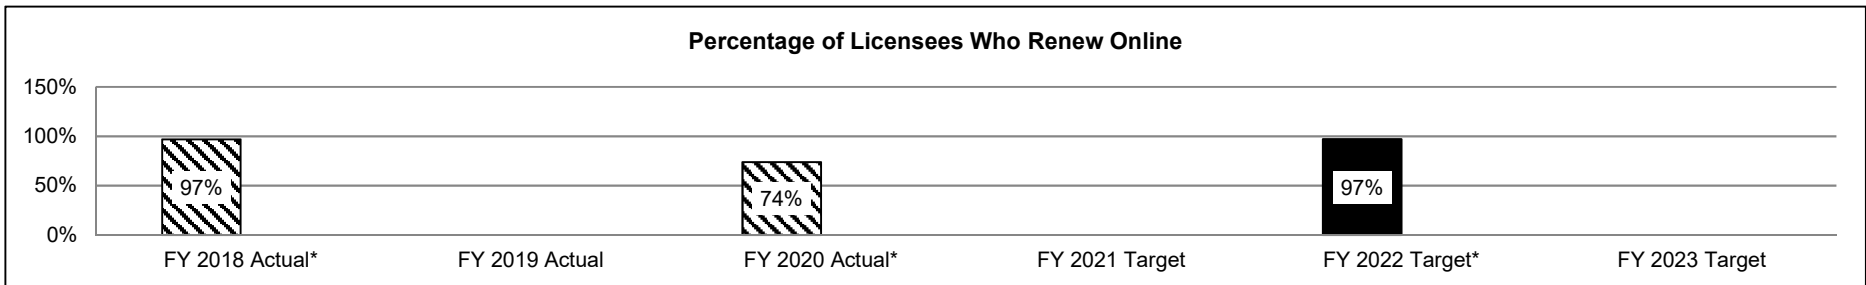 Percentage of Licensees Who Renew Online
150%
100%
50%
0%
97%
74%
97%
FY 2018 Actual*
FY 2019 Actual
FY 2020 Actual*
FY 2021 Target
FY 2022 Target*
FY 2023 Target